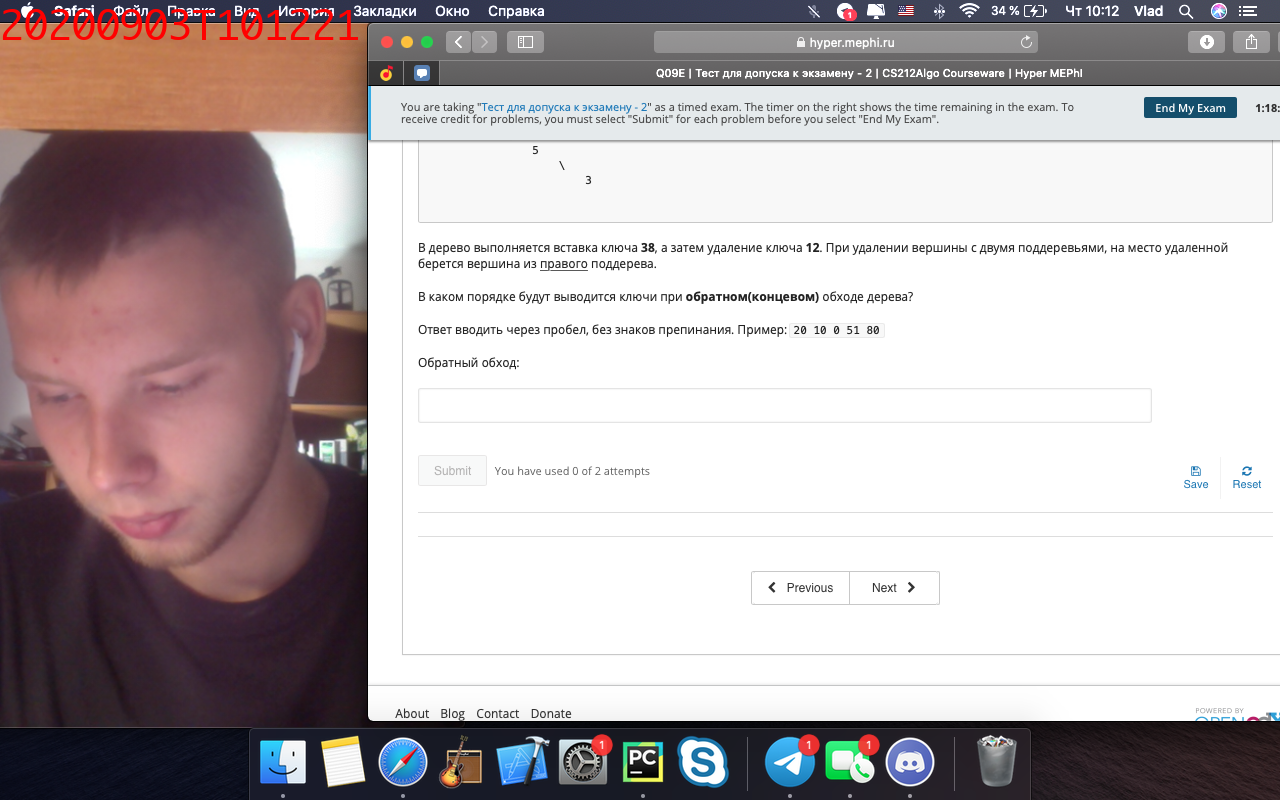 Safari Файл Правка Вид История Закладки Окно Справка 34 % Чт 10:12 Vlad
20200903T101221
hyper.mephi.ru
Q09E | Тест для допуска к экзамену - 2 | CS212Algo Courseware | Hyper MEPhI
You are taking "Тест для допуска к экзамену - 2" as a timed exam. The timer on the right shows the time remaining in the exam. To
receive credit for problems, you must select "Submit" for each problem before you select "End My Exam".
End My Exam
1:18:
5
\
3
В дерево выполняется вставка ключа 38, а затем удаление ключа 12. При удалении вершины с двумя поддеревьями, на место удаленной
берется вершина из правого поддерева.
В каком порядке будут выводится ключи при обратном(концевом) обходе дерева?
Ответ вводить через пробел, без знаков препинания. Пример: 20 10 0 51 80
Обратный обход:
Submit You have used 0 of 2 attempts
Save Reset
Previous Next
About Blog Contact Donate
POWERED BY
OPEN
1
1
1
1
PC